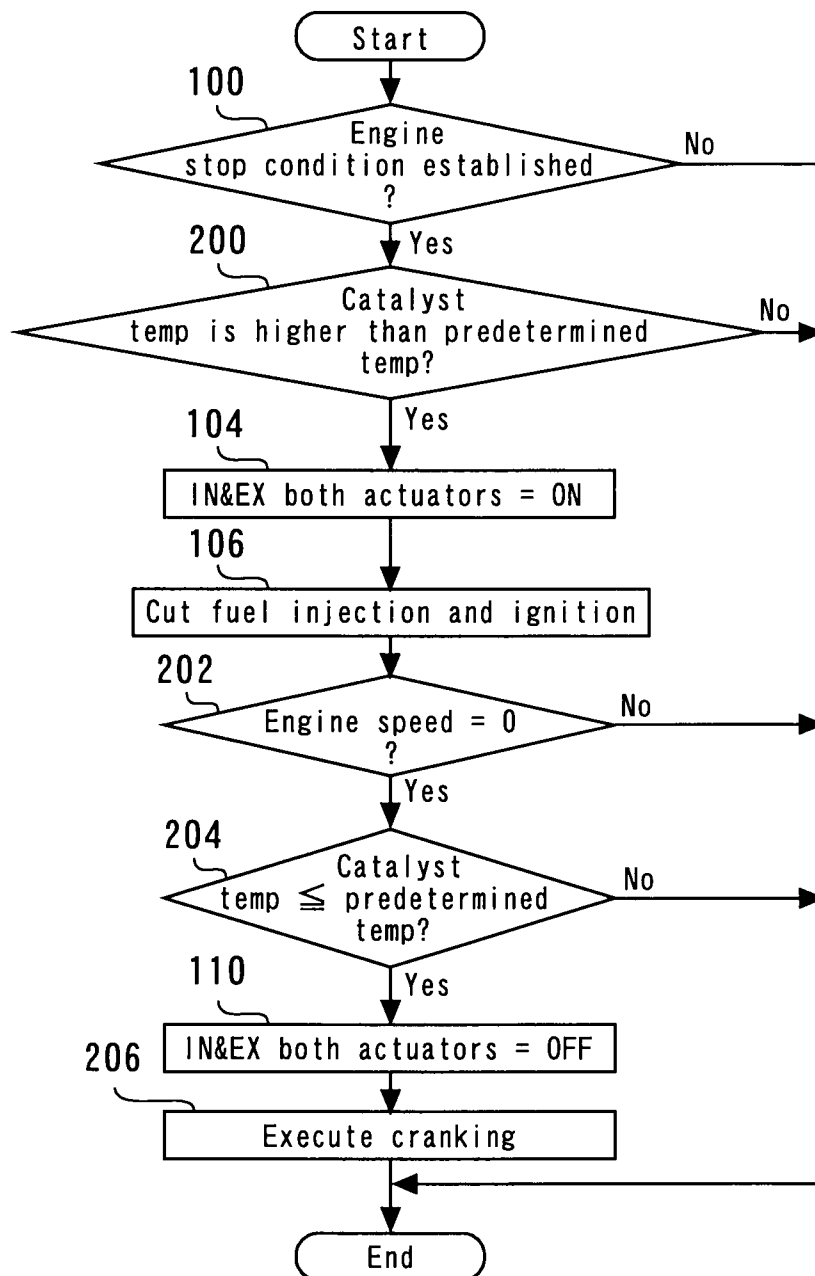 Start
100
Engine
stop condition established
?
No
Yes
200
Catalyst
temp is higher than predetermined
temp?
No
Yes
104
IN&EX both actuators = ON
106
Cut fuel injection and ignition
202
Engine speed = 0
?
No
Yes
204
Catalyst
temp ≦ predetermined
temp?
No
Yes
110
IN&EX both actuators = OFF
206
Execute cranking
End